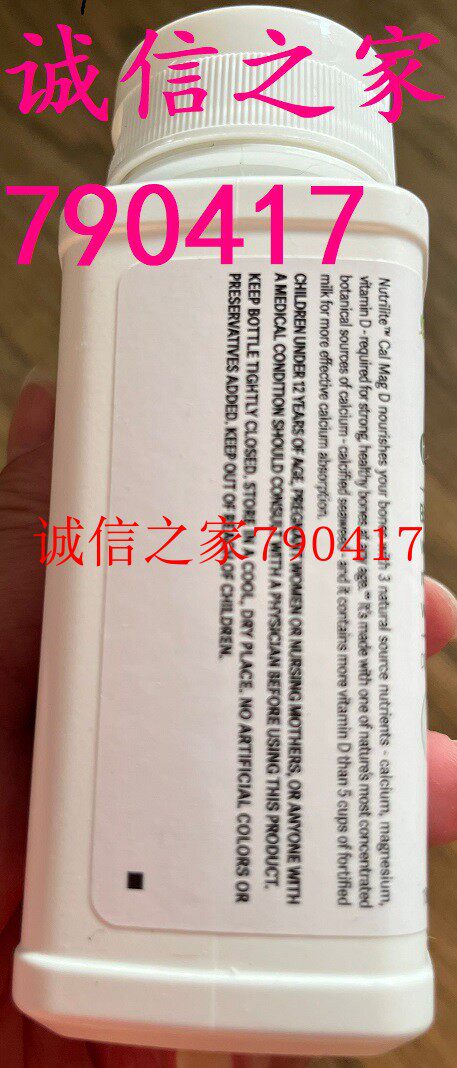 诚信之家
790417
Nutrilite™ Cal Mag D nourishes your bones with 3 natural source nutrients - calcium, magnesium,
vitamin D - required for strong, healthy bones at any age.** It's made with one of nature's most concentrated
botanical sources of calcium - calcified seaweed - and it contains more vitamin D than 5 cups of fortified
milk for more effective calcium absorption.
CHILDREN UNDER 12 YEARS OF AGE, PREGNANT WOMEN OR NURSING MOTHERS, OR ANYONE WITH
A MEDICAL CONDITION SHOULD CONSULT WITH A PHYSICIAN BEFORE USING THIS PRODUCT.
KEEP BOTTLE TIGHTLY CLOSED. STORE IN A COOL, DRY PLACE. NO ARTIFICIAL COLORS OR
PRESERVATIVES ADDED. KEEP OUT OF REACH OF CHILDREN.
诚信之家790417